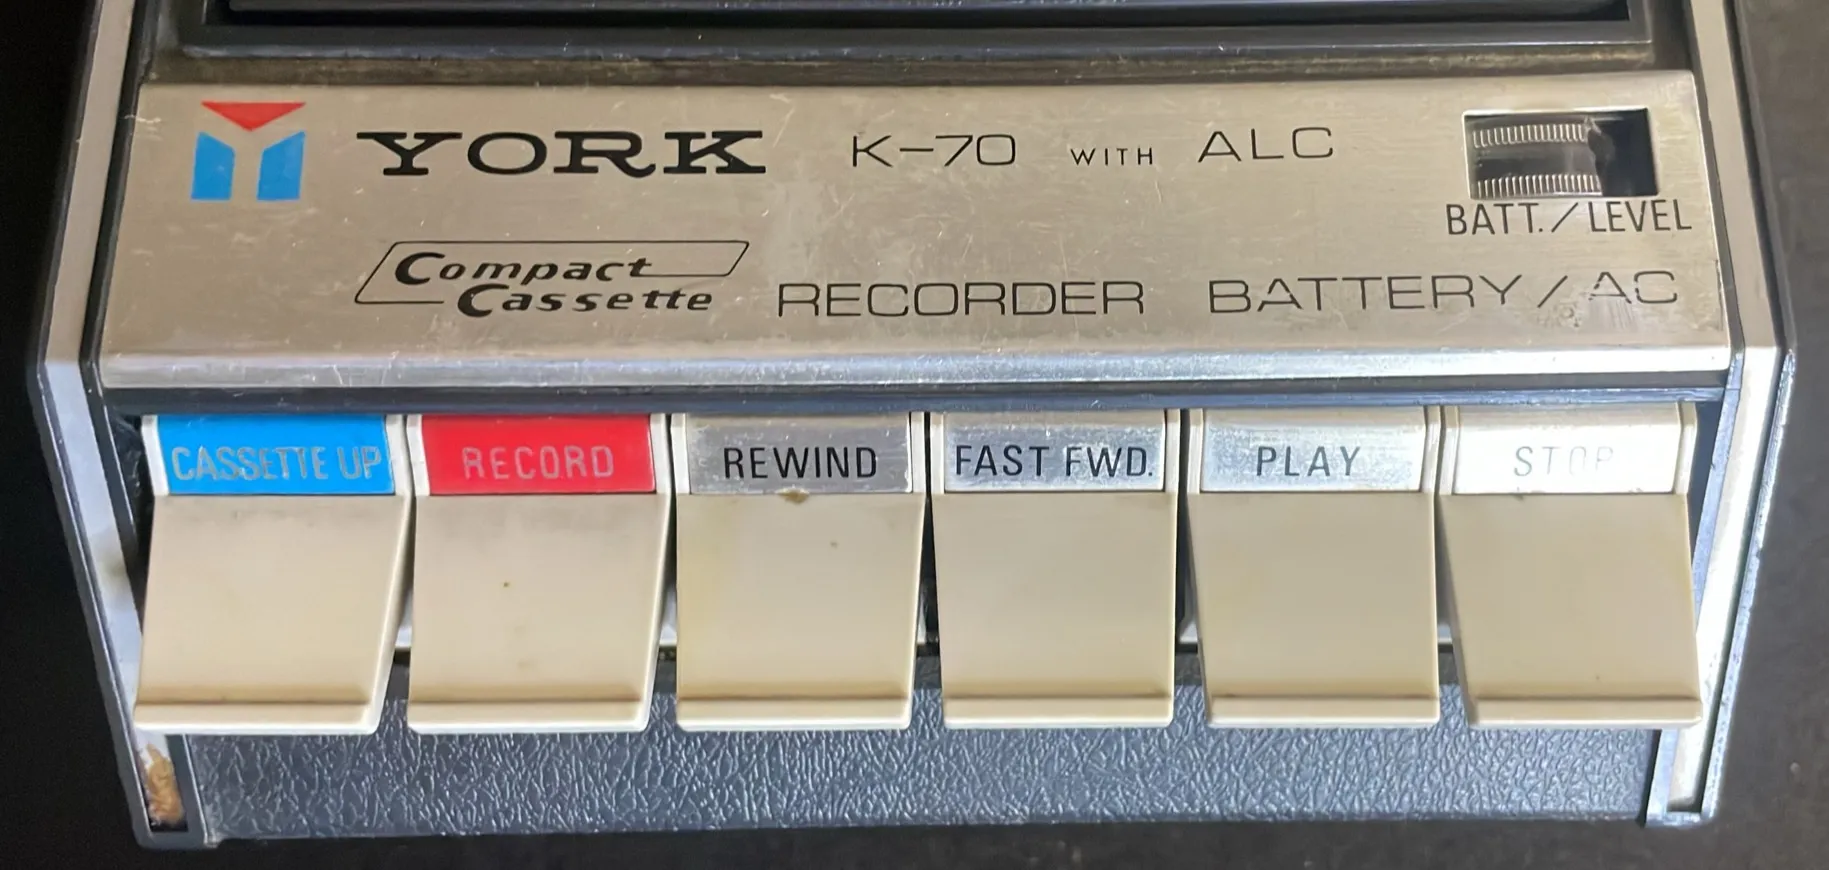 YORK K-70 WITH ALC
BATT./LEVEL
Compact
Cassette RECORDER BATTERY/AC
CASSETTE UP RECORD REWIND FAST FWD. PLAY STOP